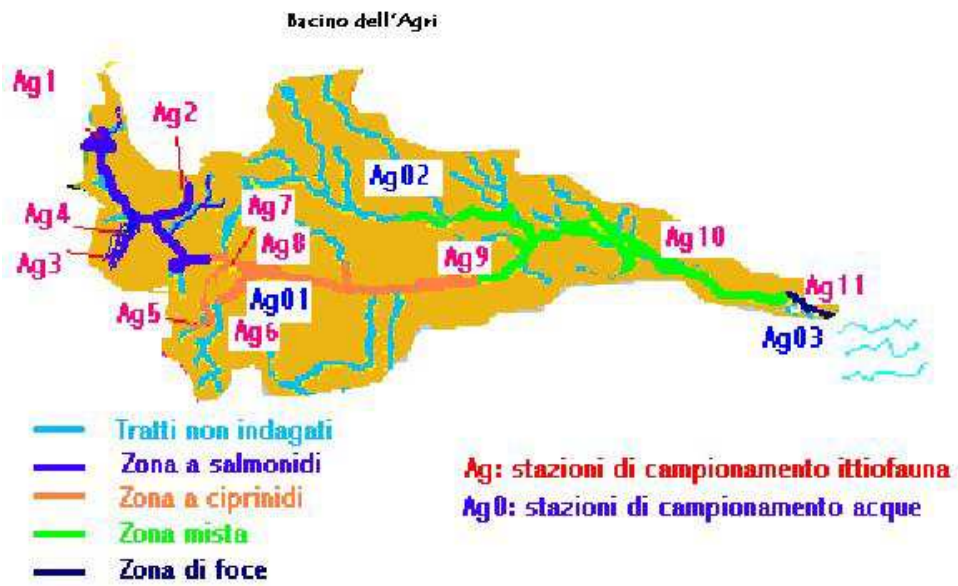 Bacino dell'Agri
Ag1
Ag2
Ag02
Ag4
Ag7
Ag3
Ag8
Ag9
Ag10
Ag5
Ag01
Ag6
Ag11
Ag03
Tratti non indagati
Zona a salmonidi
Zona a ciprinidi
Zona mista
Zona di foce
Ag: stazioni di campionamento ittiofauna
Ag0: stazioni di campionamento acque